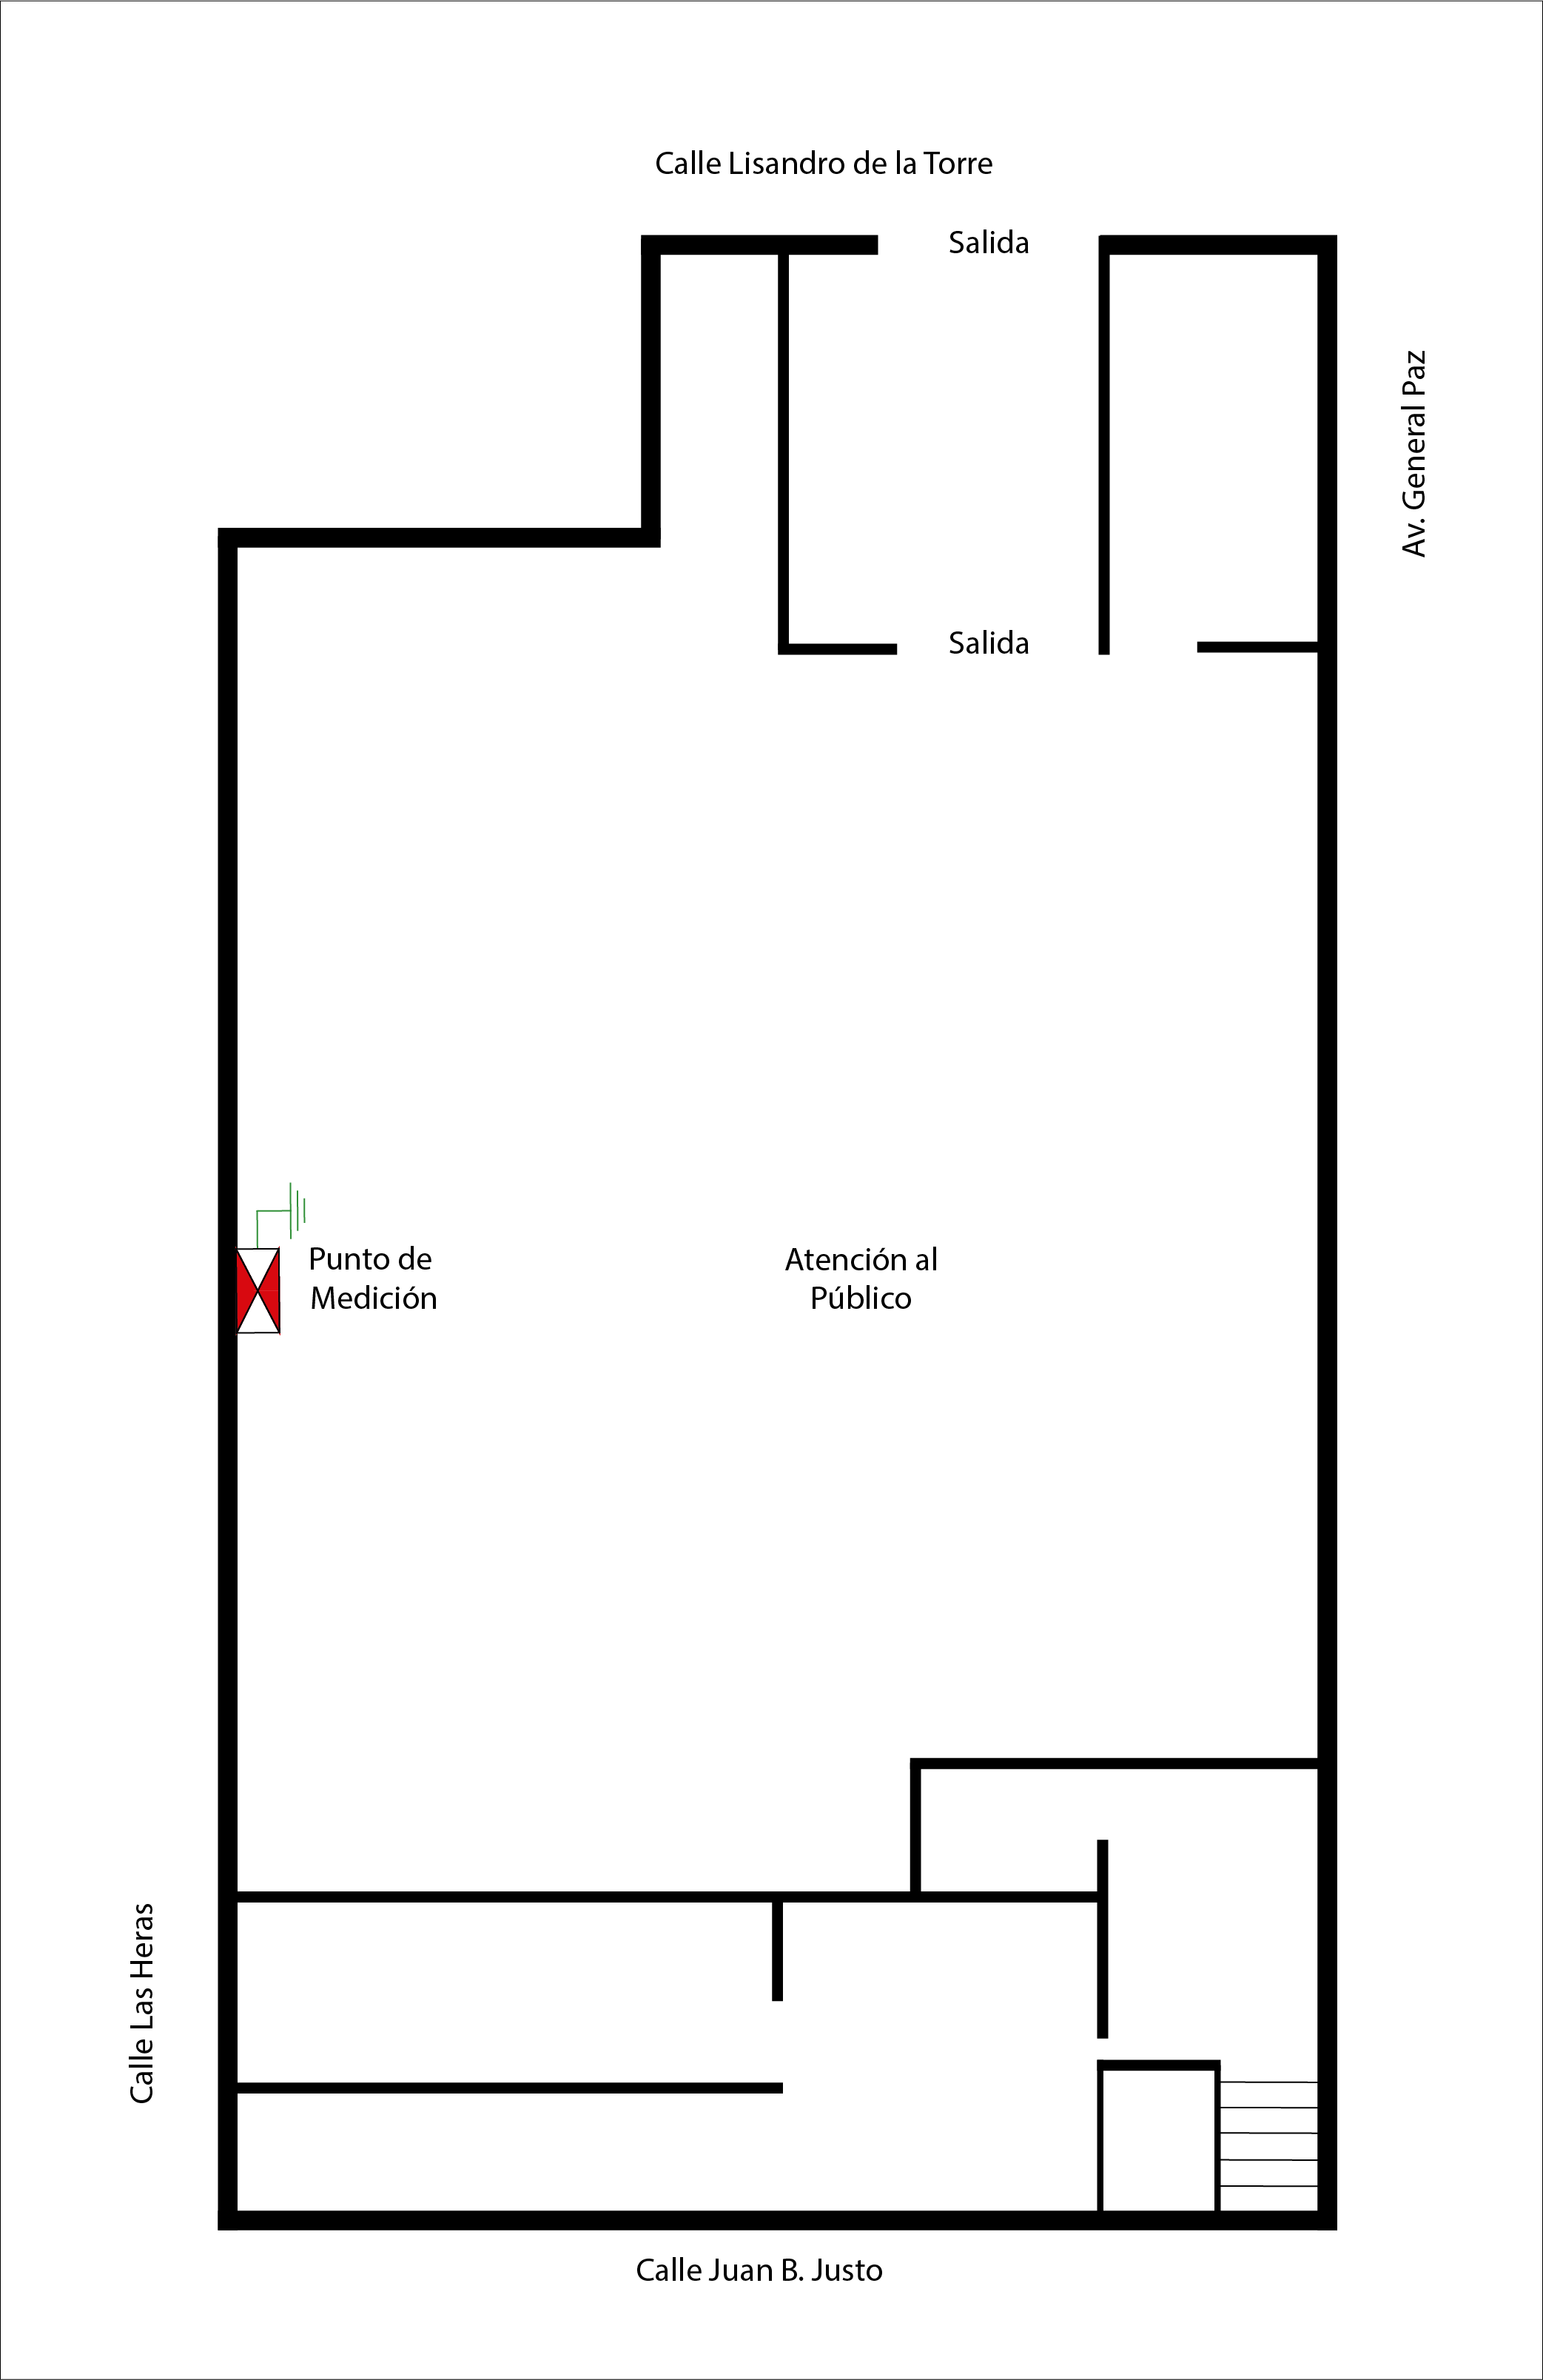 Calle Lisandro de la Torre
Salida
Av. General Paz
Salida
Punto de
Medición
Atención al
Público
Calle Las Heras
Calle Juan B. Justo